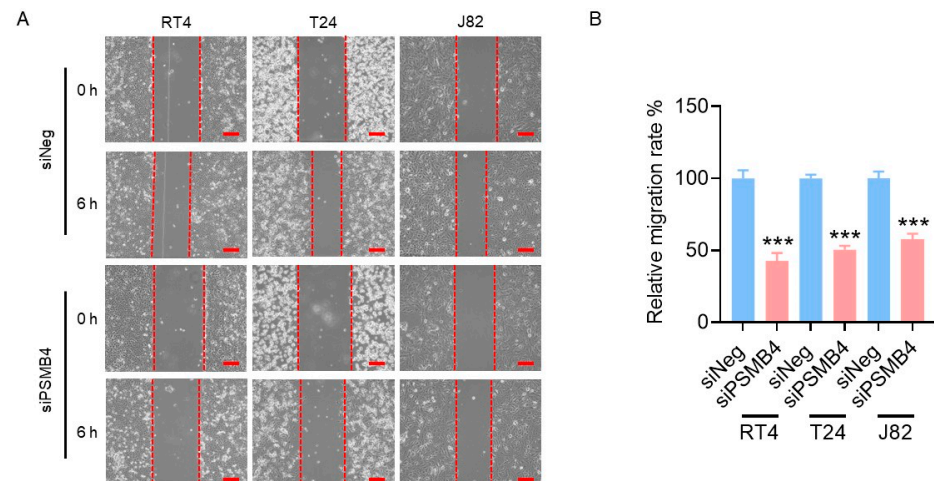 A
RT4
T24
J82
siNeg
0 h
6 h
siPSMB4
0 h
6 h
B
Relative migration rate %
150
100
50
0
***
***
***
siNeg
siPSMB4
siNeg
siPSMB4
siNeg
siPSMB4
RT4
T24
J82